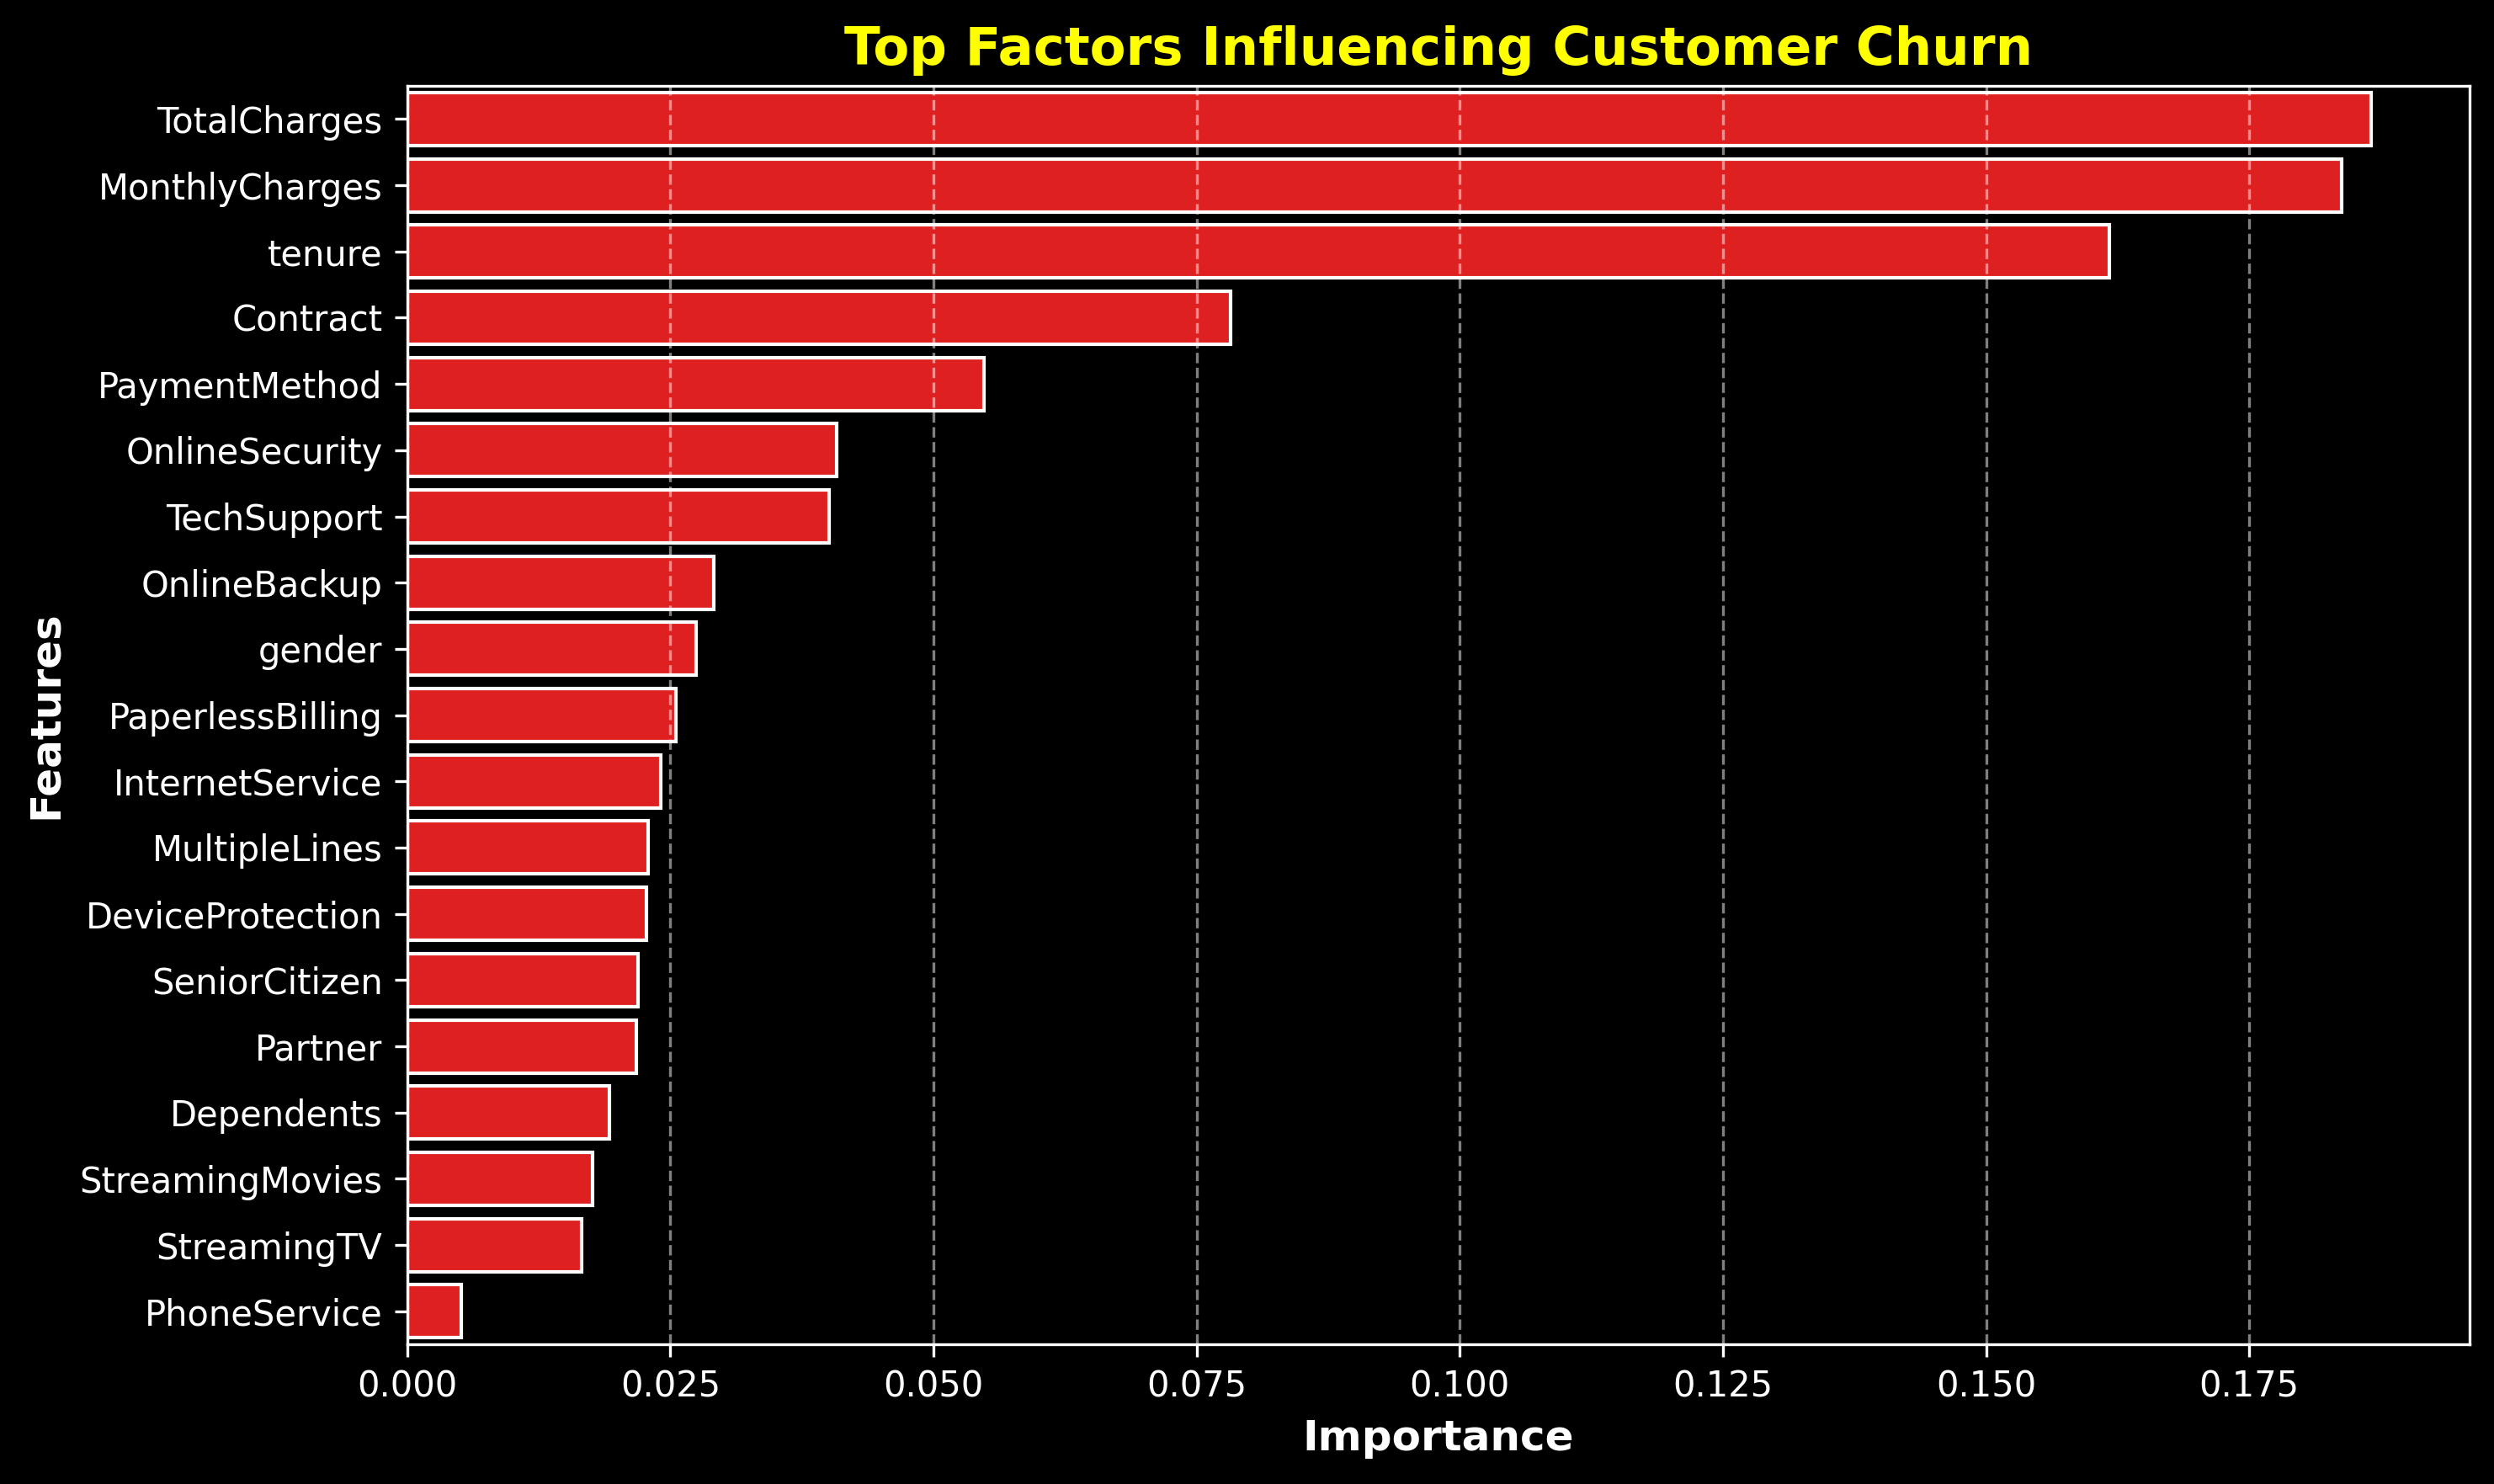 Top Factors Influencing Customer Churn
TotalCharges
MonthlyCharges
tenure
Contract
PaymentMethod
OnlineSecurity
TechSupport
OnlineBackup
gender
PaperlessBilling
InternetService
MultipleLines
DeviceProtection
SeniorCitizen
Partner
Dependents
StreamingMovies
StreamingTV
PhoneService
Features
0.000 0.025 0.050 0.075 0.100 0.125 0.150 0.175
Importance